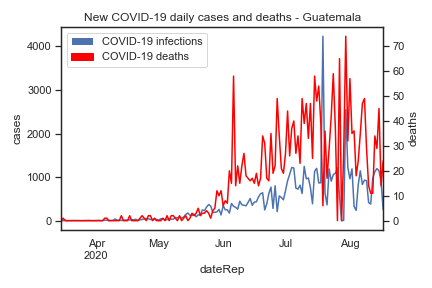 New COVID-19 daily cases and deaths - Guatemala
COVID-19 infections
COVID-19 deaths
4000
3000
2000
1000
0
cases
70
60
50
40
30
20
10
0
deaths
Apr
2020
May
Jun
Jul
Aug
dateRep